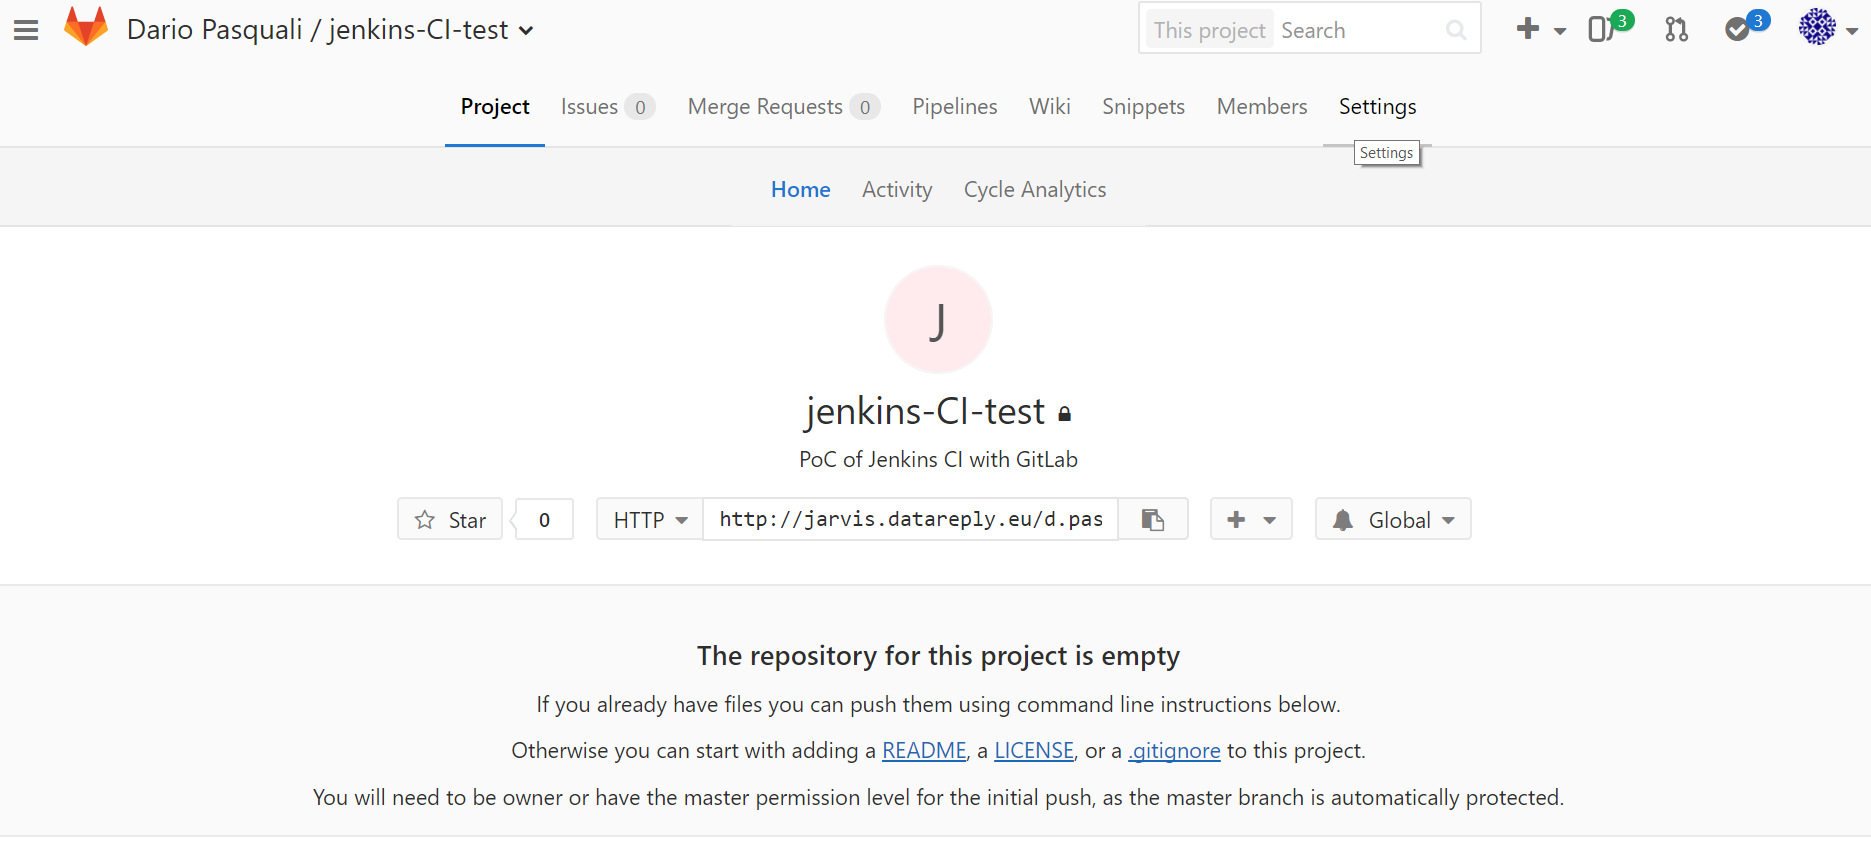 Dario Pasquali / jenkins-CI-test
This project Search
3
3
Project Issues 0 Merge Requests 0 Pipelines Wiki Snippets Members Settings
Settings
Home Activity Cycle Analytics
J
jenkins-CI-test
PoC of Jenkins CI with GitLab
Star 0 HTTP http://jarvis.datareply.eu/d.pas Global
The repository for this project is empty
If you already have files you can push them using command line instructions below.
Otherwise you can start with adding a README, a LICENSE, or a .gitignore to this project.
You will need to be owner or have the master permission level for the initial push, as the master branch is automatically protected.